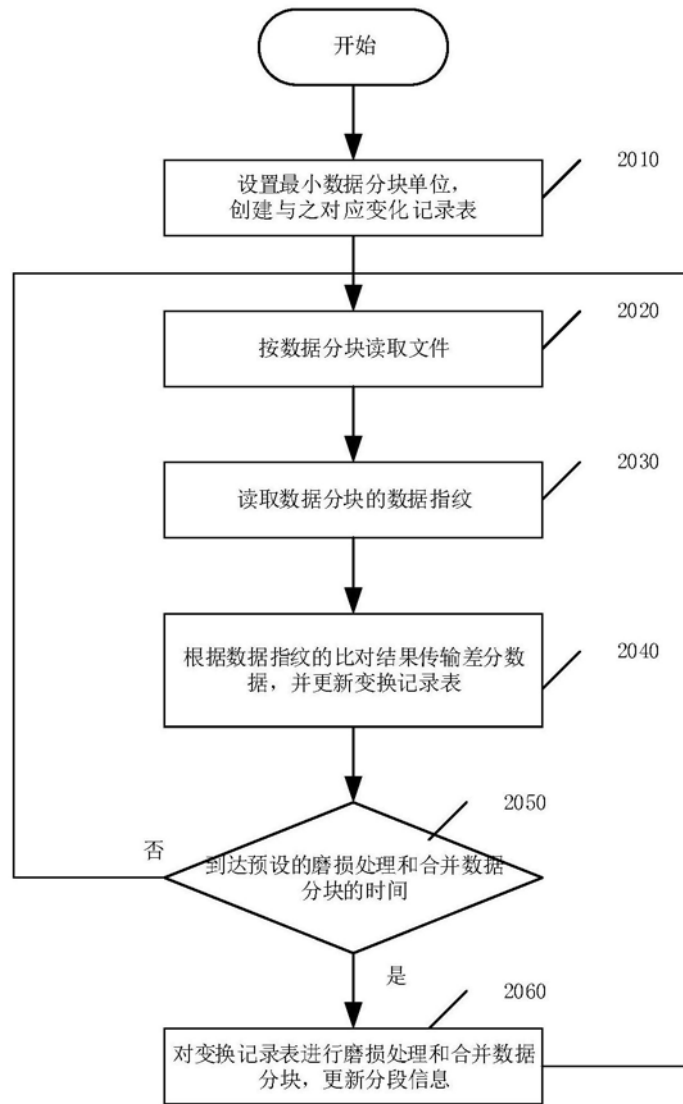 开始
2010
设置最小数据分块单位，
创建与之对应变化记录表
2020
按数据分块读取文件
2030
读取数据分块的数据指纹
2040
根据数据指纹的比对结果传输差分数
据，并更新变换记录表
2050
否
到达预设的磨损处理和合并数据
分块的时间
是
2060
对变换记录表进行磨损处理和合并数据
分块，更新分段信息